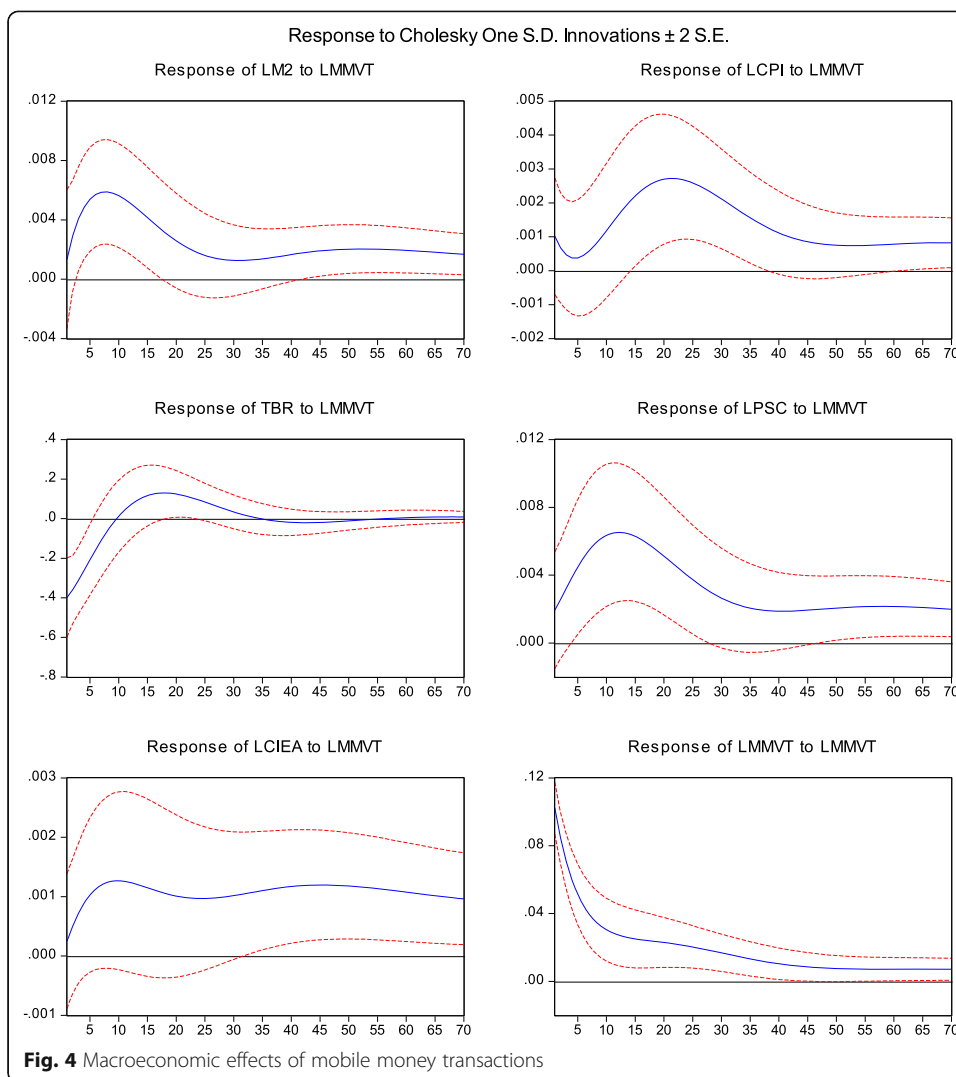 Response to Cholesky One S.D. Innovations ± 2 S.E.
Response of LM2 to LMMVT
.012
.008
.004
.000
-.004
5 10 15 20 25 30 35 40 45 50 55 60 65 70
Response of LCPI to LMMVT
.005
.004
.003
.002
.001
.000
-.001
-.002
5 10 15 20 25 30 35 40 45 50 55 60 65 70
Response of TBR to LMMVT
.4
.2
.0
-.2
-.4
-.6
-.8
5 10 15 20 25 30 35 40 45 50 55 60 65 70
Response of LPSC to LMMVT
.012
.008
.004
.000
5 10 15 20 25 30 35 40 45 50 55 60 65 70
Response of LCIEA to LMMVT
.003
.002
.001
.000
-.001
5 10 15 20 25 30 35 40 45 50 55 60 65 70
Response of LMMVT to LMMVT
.12
.08
.04
.00
5 10 15 20 25 30 35 40 45 50 55 60 65 70
Fig. 4 Macroeconomic effects of mobile money transactions